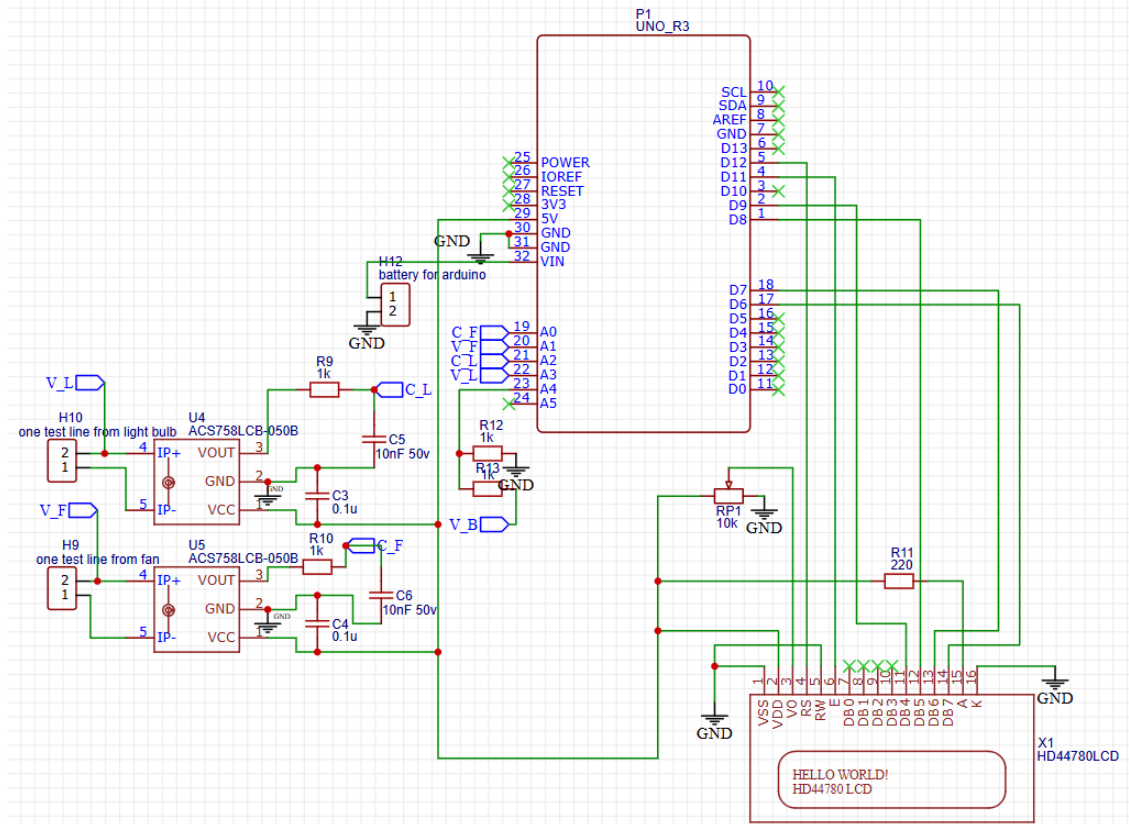 P1
UNO_R3
SCL 10
SDA 9
AREF 8
GND 7
D13 6
D12 5
D11 4
D10 3
D9 2
D8 1
D7 18
D6 17
D5 16
D4 15
D3 14
D2 13
D1 12
D0 11
25 POWER
26 IOREF
27 RESET
28 3V3
29 5V
30 GND
31 GND
32 VIN
19 A0
20 A1
21 A2
22 A3
23 A4
24 A5
GND
H12
battery for arduino
1
2
GND
C_F
V_F
C_L
V_L
R9
1k
C_L
V_L
H10
one test line from light bulb
2
1
U4
ACS758LCB-050B
4 IP+
5 IP-
VOUT 3
GND 2
VCC 1
GND
C5
10nF 50v
C3
0.1u
R12
1k
R13
1k
GND
V_B
V_F
H9
one test line from fan
2
1
U5
ACS758LCB-050B
4 IP+
5 IP-
VOUT 3
GND 2
VCC 1
GND
R10
1k
C_F
C6
10nF 50v
C4
0.1u
RP1
10k
GND
R11
220
GND
GND
1 2 3 4 5 6 7 8 9 10 11 12 13 14 15 16
VSS VDD VO RS RW E DB0 DB1 DB2 DB3 DB4 DB5 DB6 DB7 A K
X1
HD44780LCD
HELLO WORLD!
HD44780 LCD